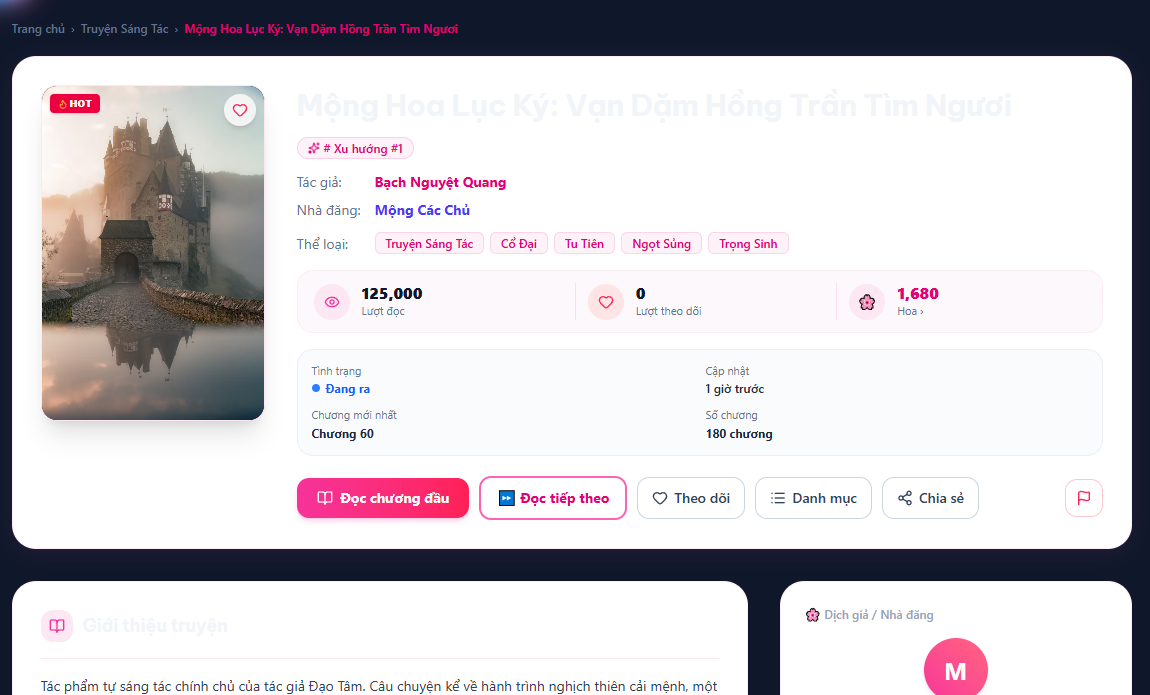 Trang chủ › Truyện Sáng Tác › Mộng Hoa Lục Ký: Vạn Dặm Hồng Trần Tìm Ngươi
HOT
Mộng Hoa Lục Ký: Vạn Dặm Hồng Trần Tìm Ngươi
# Xu hướng #1
Tác giả: Bạch Nguyệt Quang
Nhà đăng: Mộng Các Chủ
Thể loại: Truyện Sáng Tác Cổ Đại Tu Tiên Ngọt Sủng Trọng Sinh
125,000
Lượt đọc
0
Lượt theo dõi
1,680
Hoa ›
Tình trạng
Đang ra
Cập nhật
1 giờ trước
Chương mới nhất
Chương 60
Số chương
180 chương
Đọc chương đầu
Đọc tiếp theo
Theo dõi
Danh mục
Chia sẻ
Giới thiệu truyện
Tác phẩm tự sáng tác chính chủ của tác giả Đạo Tâm. Câu chuyện kể về hành trình nghịch thiên cải mệnh, một
Dịch giả / Nhà đăng
M